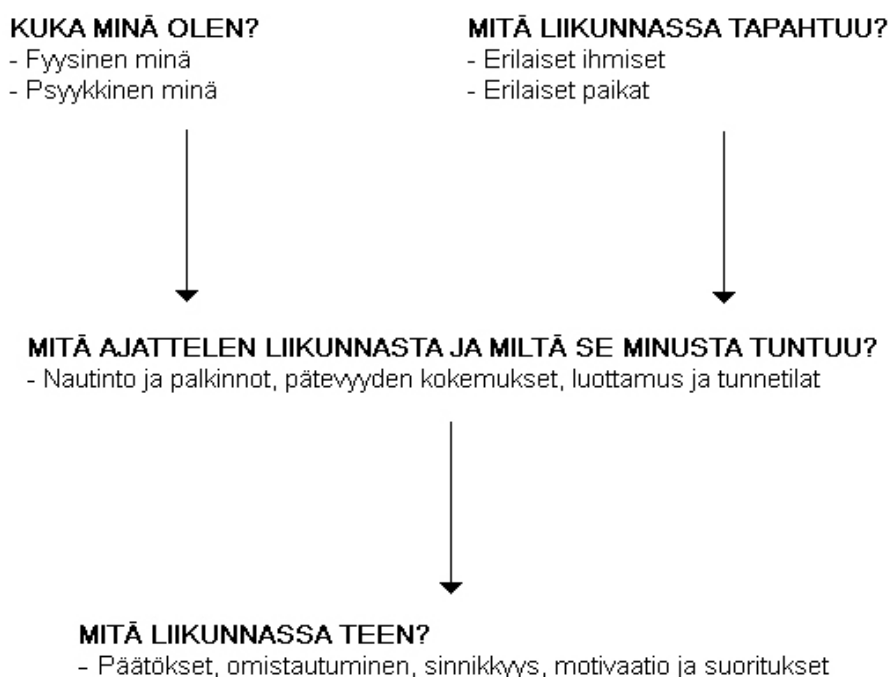 KUKA MINÄ OLEN?
- Fyysinen minä
- Psyykkinen minä
MITÄ LIIKUNNASSA TAPAHTUU?
- Erilaiset ihmiset
- Erilaiset paikat
MITÄ AJATTELEN LIIKUNNASTA JA MILTÄ SE MINUSTA TUNTUU?
- Nautinto ja palkinnot, pätevyyden kokemukset, luottamus ja tunnetilat
MITÄ LIIKUNNASSA TEEN?
- Päätökset, omistautuminen, sinnikkyys, motivaatio ja suoritukset